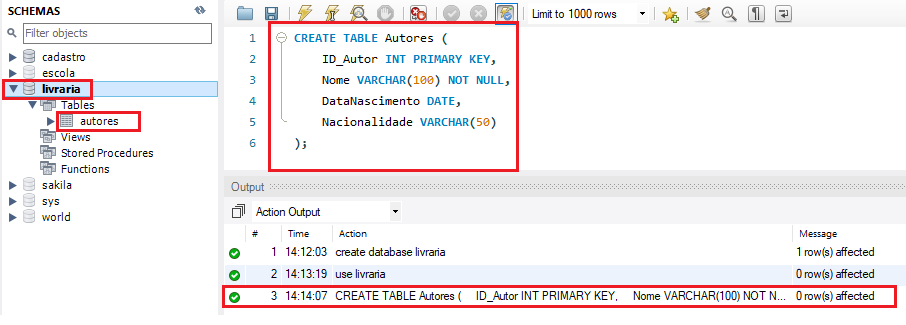 SCHEMAS
Filter objects
cadastro
escola
livraria
Tables
autores
Views
Stored Procedures
Functions
sakila
sys
world
Limit to 1000 rows
1 CREATE TABLE Autores (
2 ID_Autor INT PRIMARY KEY,
3 Nome VARCHAR(100) NOT NULL,
4 DataNascimento DATE,
5 Nacionalidade VARCHAR(50)
6 );
Output
Action Output
# Time Action Message
1 14:12:03 create database livraria 1 row(s) affected
2 14:13:19 use livraria 0 row(s) affected
3 14:14:07 CREATE TABLE Autores ( ID_Autor INT PRIMARY KEY, Nome VARCHAR(100) NOT N... 0 row(s) affected